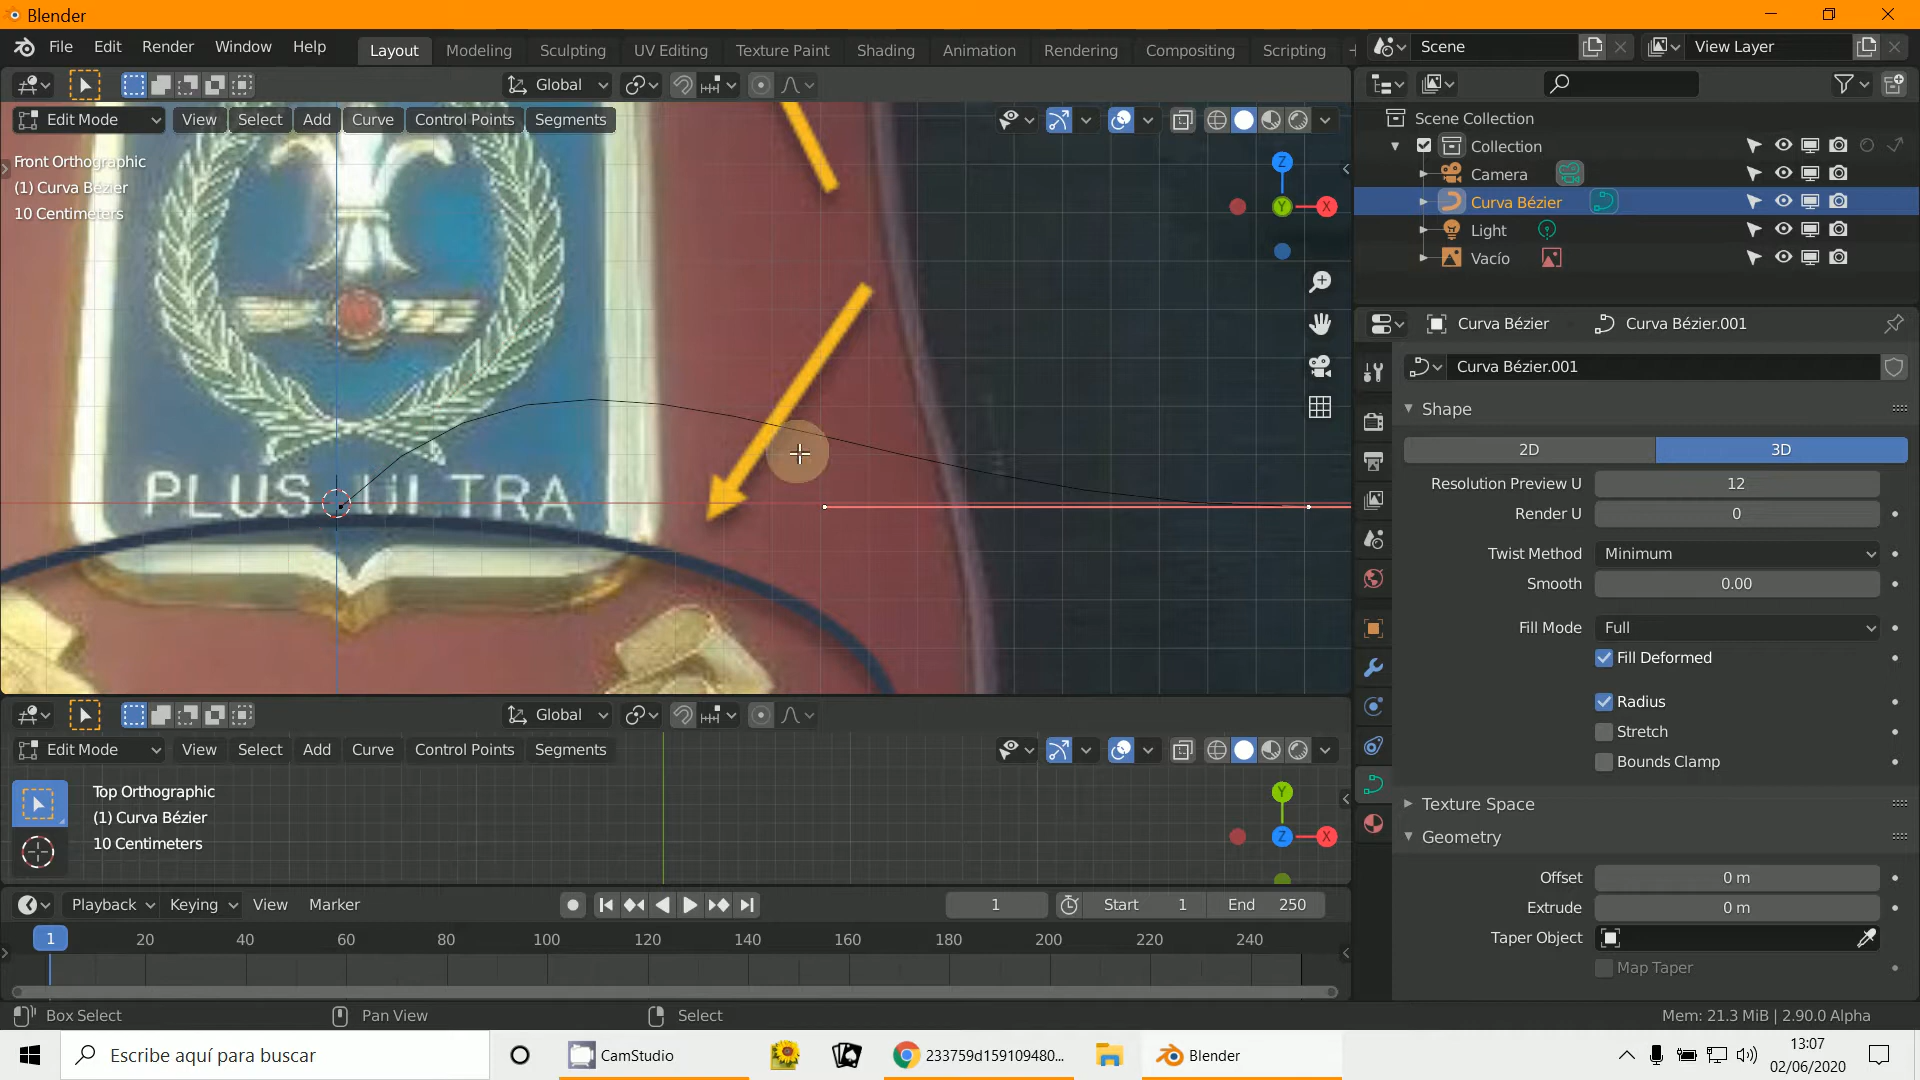 Blender
File Edit Render Window Help Layout Modeling Sculpting UV Editing Texture Paint Shading Animation Rendering Compositing Scripting Scene View Layer
Global
Edit Mode View Select Add Curve Control Points Segments
Front Orthographic
(1) Curva Bézier
10 Centimeters
Z
Y
X
PLUS ULTRA
Scene Collection
Collection
Camera
Curva Bézier
Light
Vacío
Curva Bézier Curva Bézier.001
Curva Bézier.001
Shape
2D 3D
Resolution Preview U 12
Render U 0
Twist Method Minimum
Smooth 0.00
Fill Mode Full
Fill Deformed
Radius
Stretch
Bounds Clamp
Texture Space
Geometry
Offset 0 m
Extrude 0 m
Taper Object
Map Taper
Global
Edit Mode View Select Add Curve Control Points Segments
Top Orthographic
(1) Curva Bézier
10 Centimeters
Y
Z
X
Playback Keying View Marker 1 Start 1 End 250
1 20 40 60 80 100 120 140 160 180 200 220 240
Box Select Pan View Select Mem: 21.3 MiB | 2.90.0 Alpha
Escribe aquí para buscar CamStudio 233759d159109480... Blender 13:07
02/06/2020